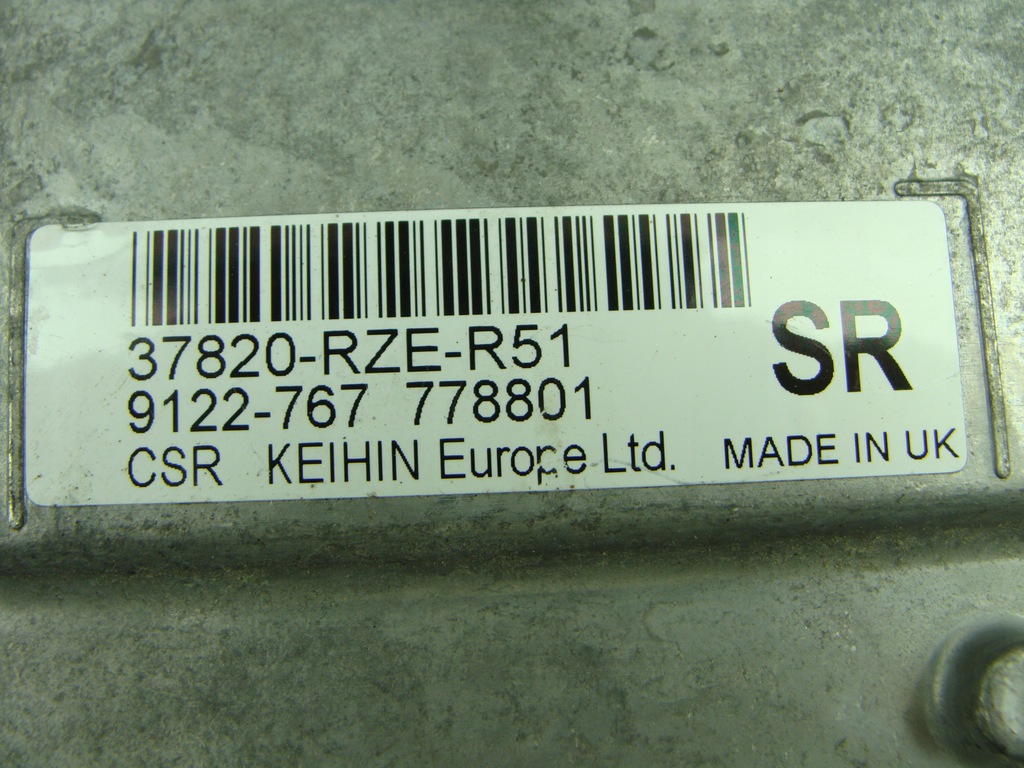 37820-RZE-R51
9122-767 778801
SR
CSR KEIHIN Europe Ltd. MADE IN UK